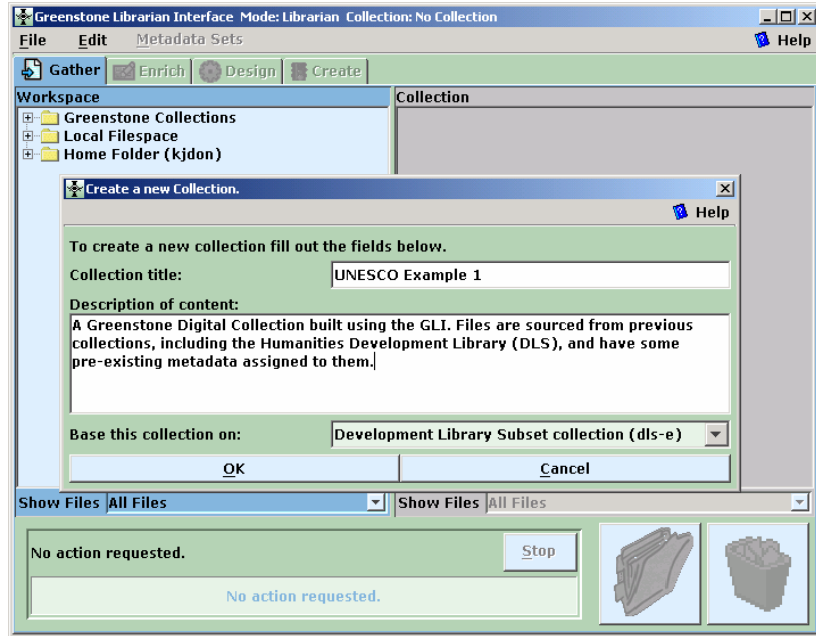 Greenstone Librarian Interface Mode: Librarian Collection: No Collection
File Edit Metadata Sets Help
Gather Enrich Design Create
Workspace Collection
Greenstone Collections
Local Filespace
Home Folder (kjdon)
Create a new Collection.
Help
To create a new collection fill out the fields below.
Collection title: UNESCO Example 1
Description of content:
A Greenstone Digital Collection built using the GLI. Files are sourced from previous
collections, including the Humanities Development Library (DLS), and have some
pre-existing metadata assigned to them.
Base this collection on: Development Library Subset collection (dls-e)
OK Cancel
Show Files All Files Show Files All Files
No action requested. Stop
No action requested.